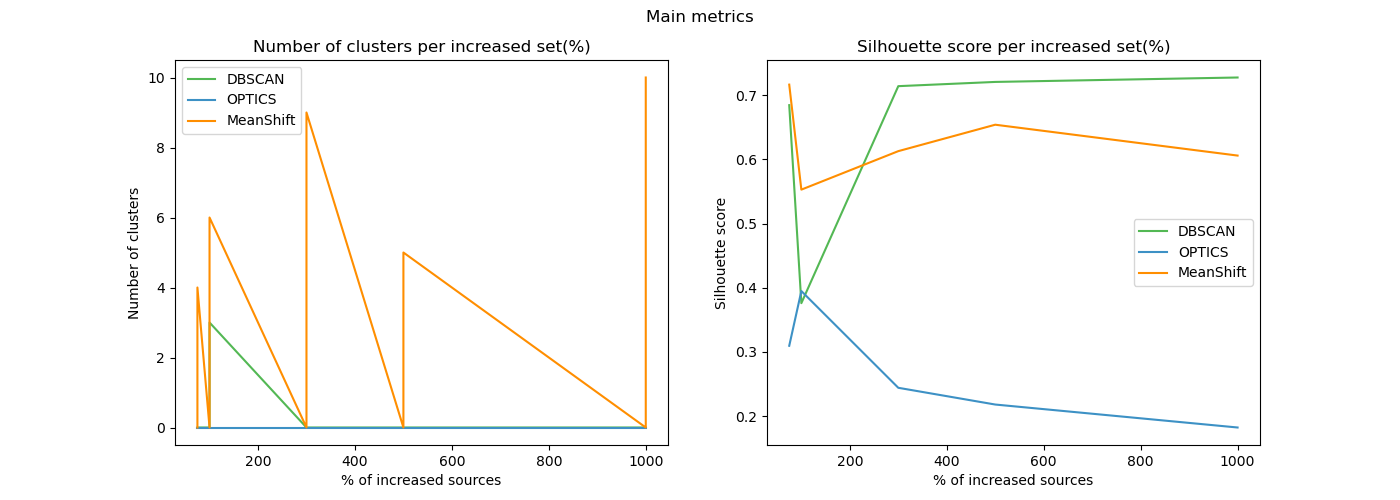 Main metrics
Number of clusters per increased set(%)
DBSCAN
OPTICS
MeanShift
Number of clusters
10
8
6
4
2
0
200
400
600
800
1000
% of increased sources
Silhouette score per increased set(%)
DBSCAN
OPTICS
MeanShift
Silhouette score
0.7
0.6
0.5
0.4
0.3
0.2
200
400
600
800
1000
% of increased sources